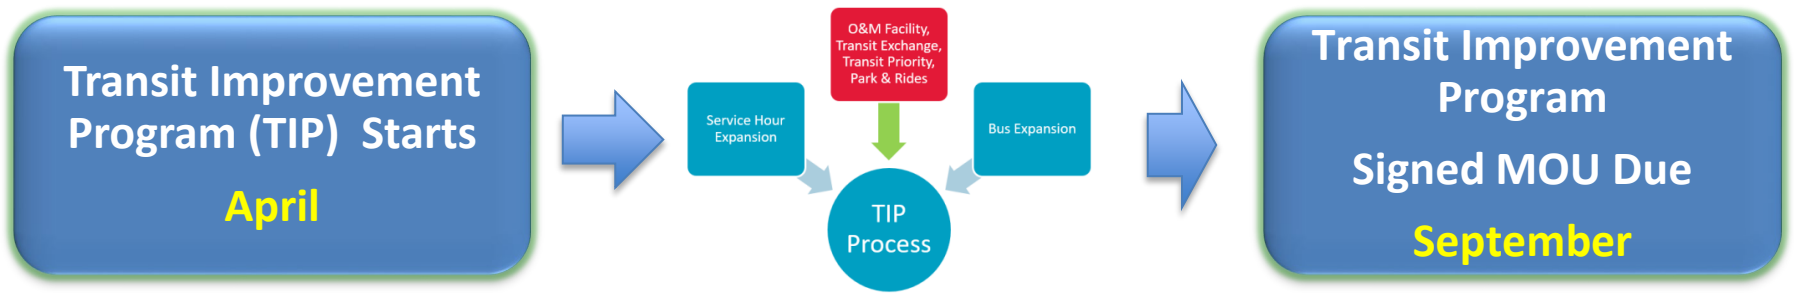 Transit Improvement
Program (TIP) Starts
April
O&M Facility,
Transit Exchange,
Transit Priority,
Park & Rides
Service Hour
Expansion
Bus Expansion
TIP
Process
Transit Improvement
Program
Signed MOU Due
September